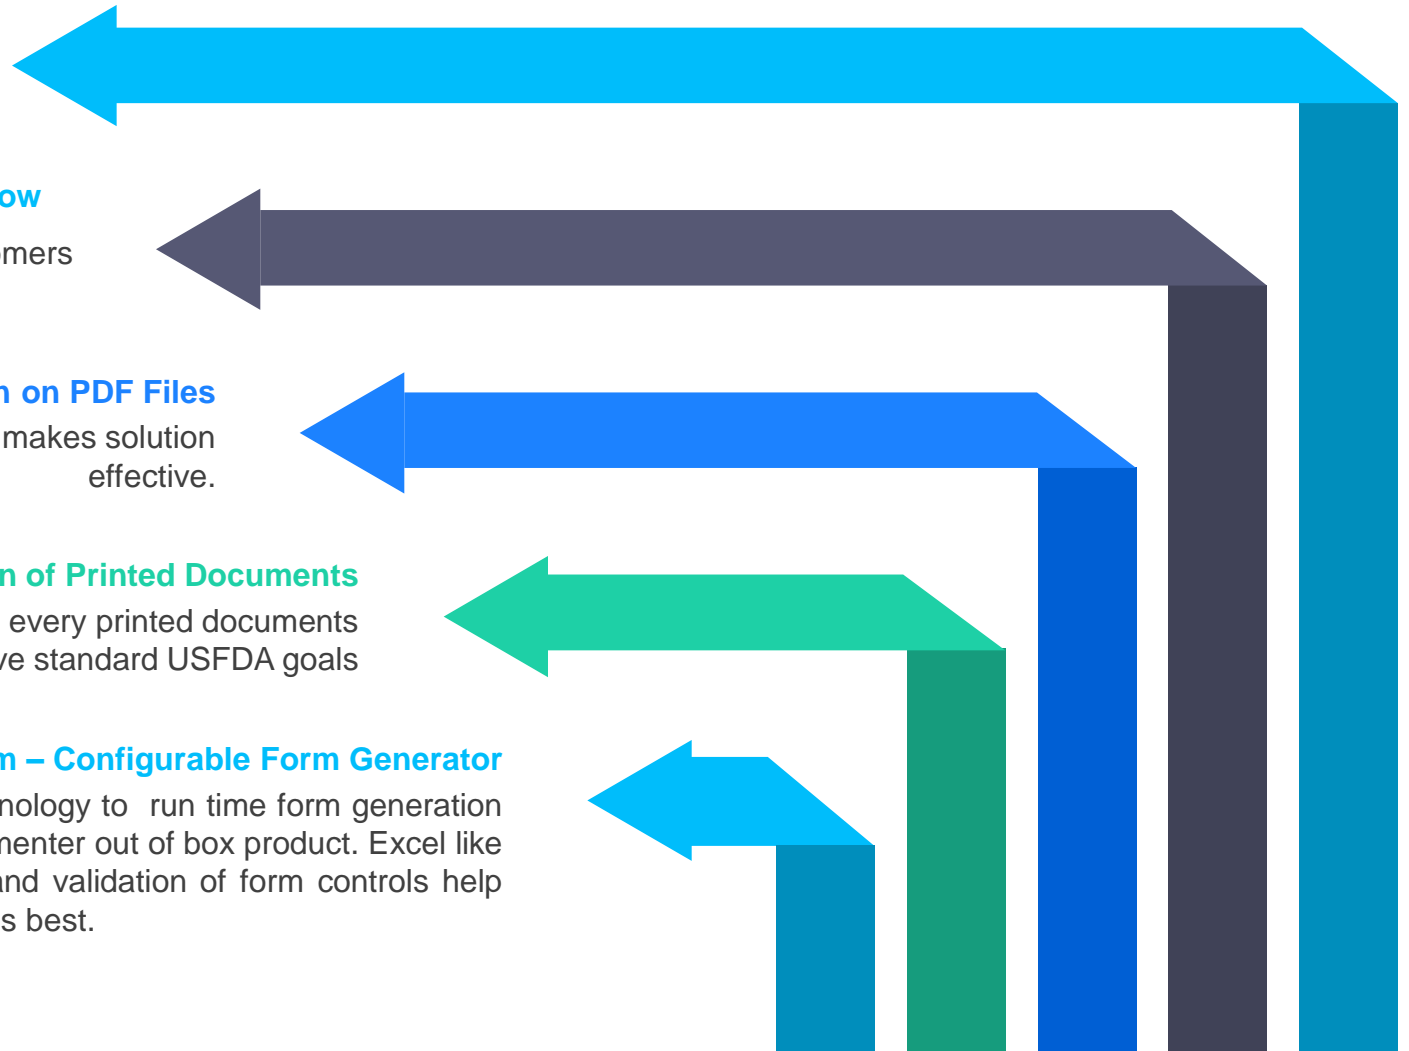 ow
omers
n on PDF Files
makes solution
effective.
n of Printed Documents
every printed documents
ve standard USFDA goals
m – Configurable Form Generator
nology to run time form generation
menter out of box product. Excel like
and validation of form controls help
s best.